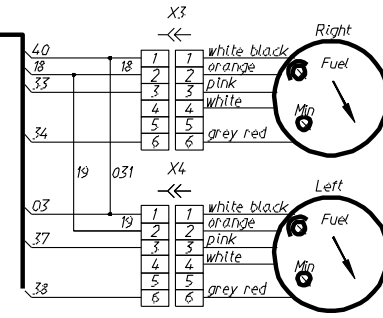 X3
Right
40 1 1 white black
18 18 2 2 orange Fuel
33 3 3 pink
4 4 white Min
5 5
34 6 6 grey red
19 031
X4
Left
03 1 1 white black
19 2 2 orange Fuel
37 3 3 pink
4 4 white Min
5 5
38 6 6 grey red